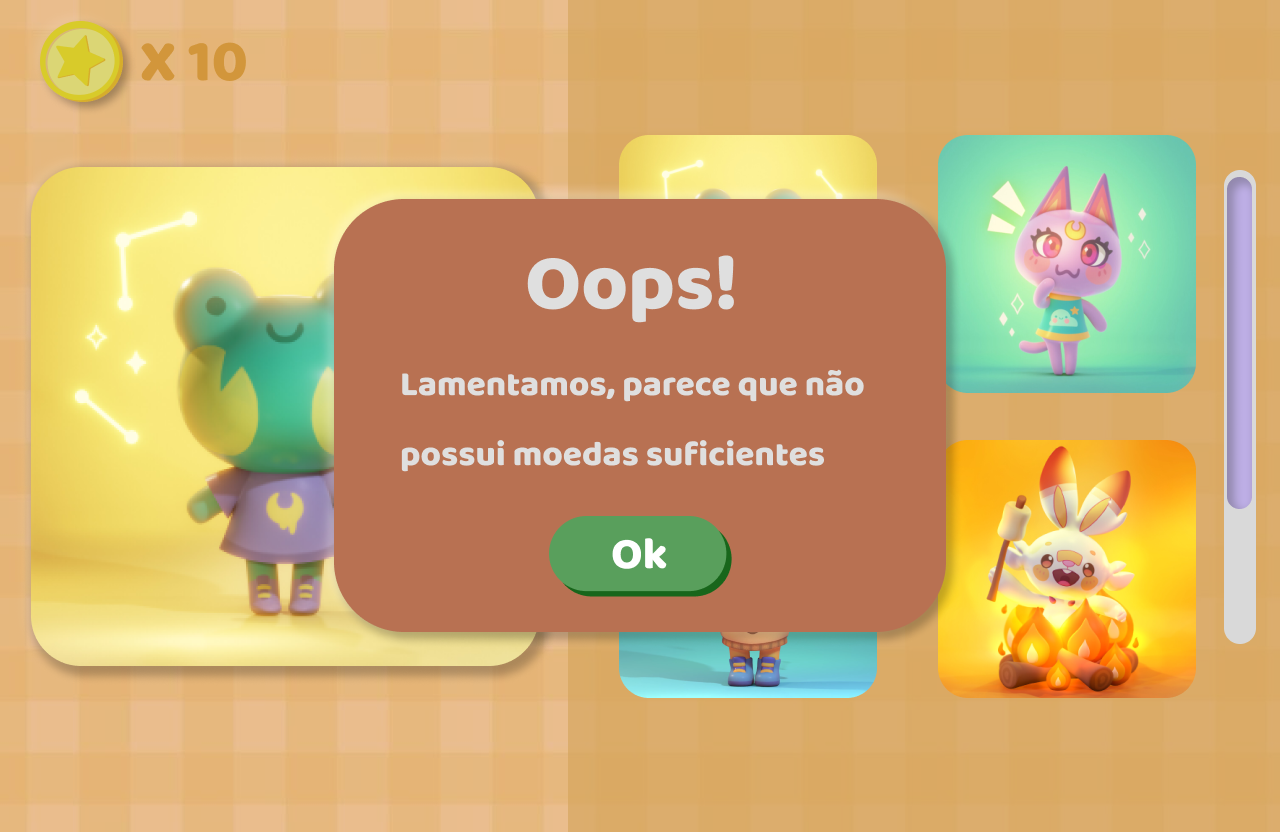 X 10
Oops!
Lamentamos, parece que não
possui moedas suficientes
Ok